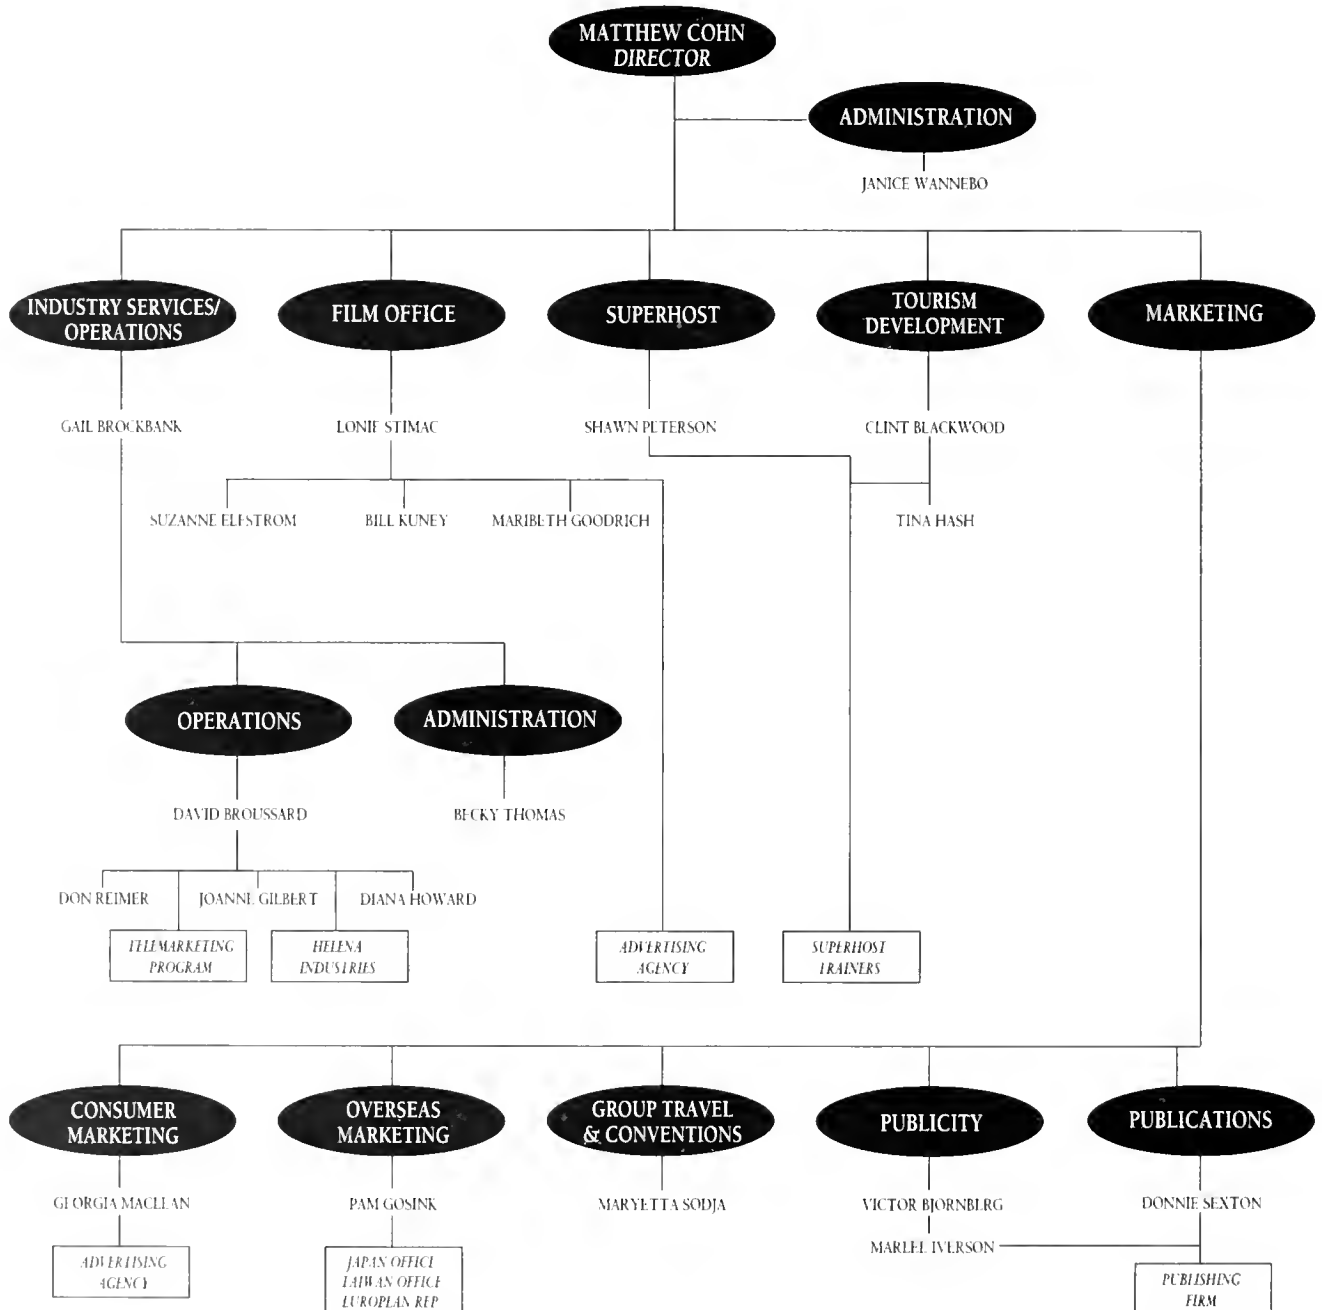 MATTHEW COHN
DIRECTOR
ADMINISTRATION
JANICE WANNEBO
INDUSTRY SERVICES/
OPERATIONS
FILM OFFICE
SUPERHOST
TOURISM
DEVELOPMENT
MARKETING
GAIL BROCKBANK
LONIE STIMAC
SHAWN PETERSON
CLINT BLACKWOOD
SUZANNE ELFSTROM
BILL KUNEY
MARIBETH GOODRICH
TINA HASH
OPERATIONS
ADMINISTRATION
DAVID BROUSSARD
BECKY THOMAS
DON REIMER
JOANNE GILBERT
DIANA HOWARD
TELEMARKETING
PROGRAM
HELENA
INDUSTRIES
ADVERTISING
AGENCY
SUPERHOST
TRAINERS
CONSUMER
MARKETING
OVERSEAS
MARKETING
GROUP TRAVEL
& CONVENTIONS
PUBLICITY
PUBLICATIONS
GEORGIA MACLEAN
PAM GOSINK
MARYETTA SODJA
VICTOR BJORNBERG
DONNIE SEXTON
MARLEE IVERSON
ADVERTISING
AGENCY
JAPAN OFFICE
TAIWAN OFFICE
EUROPEAN REP
PUBLISHING
FIRM